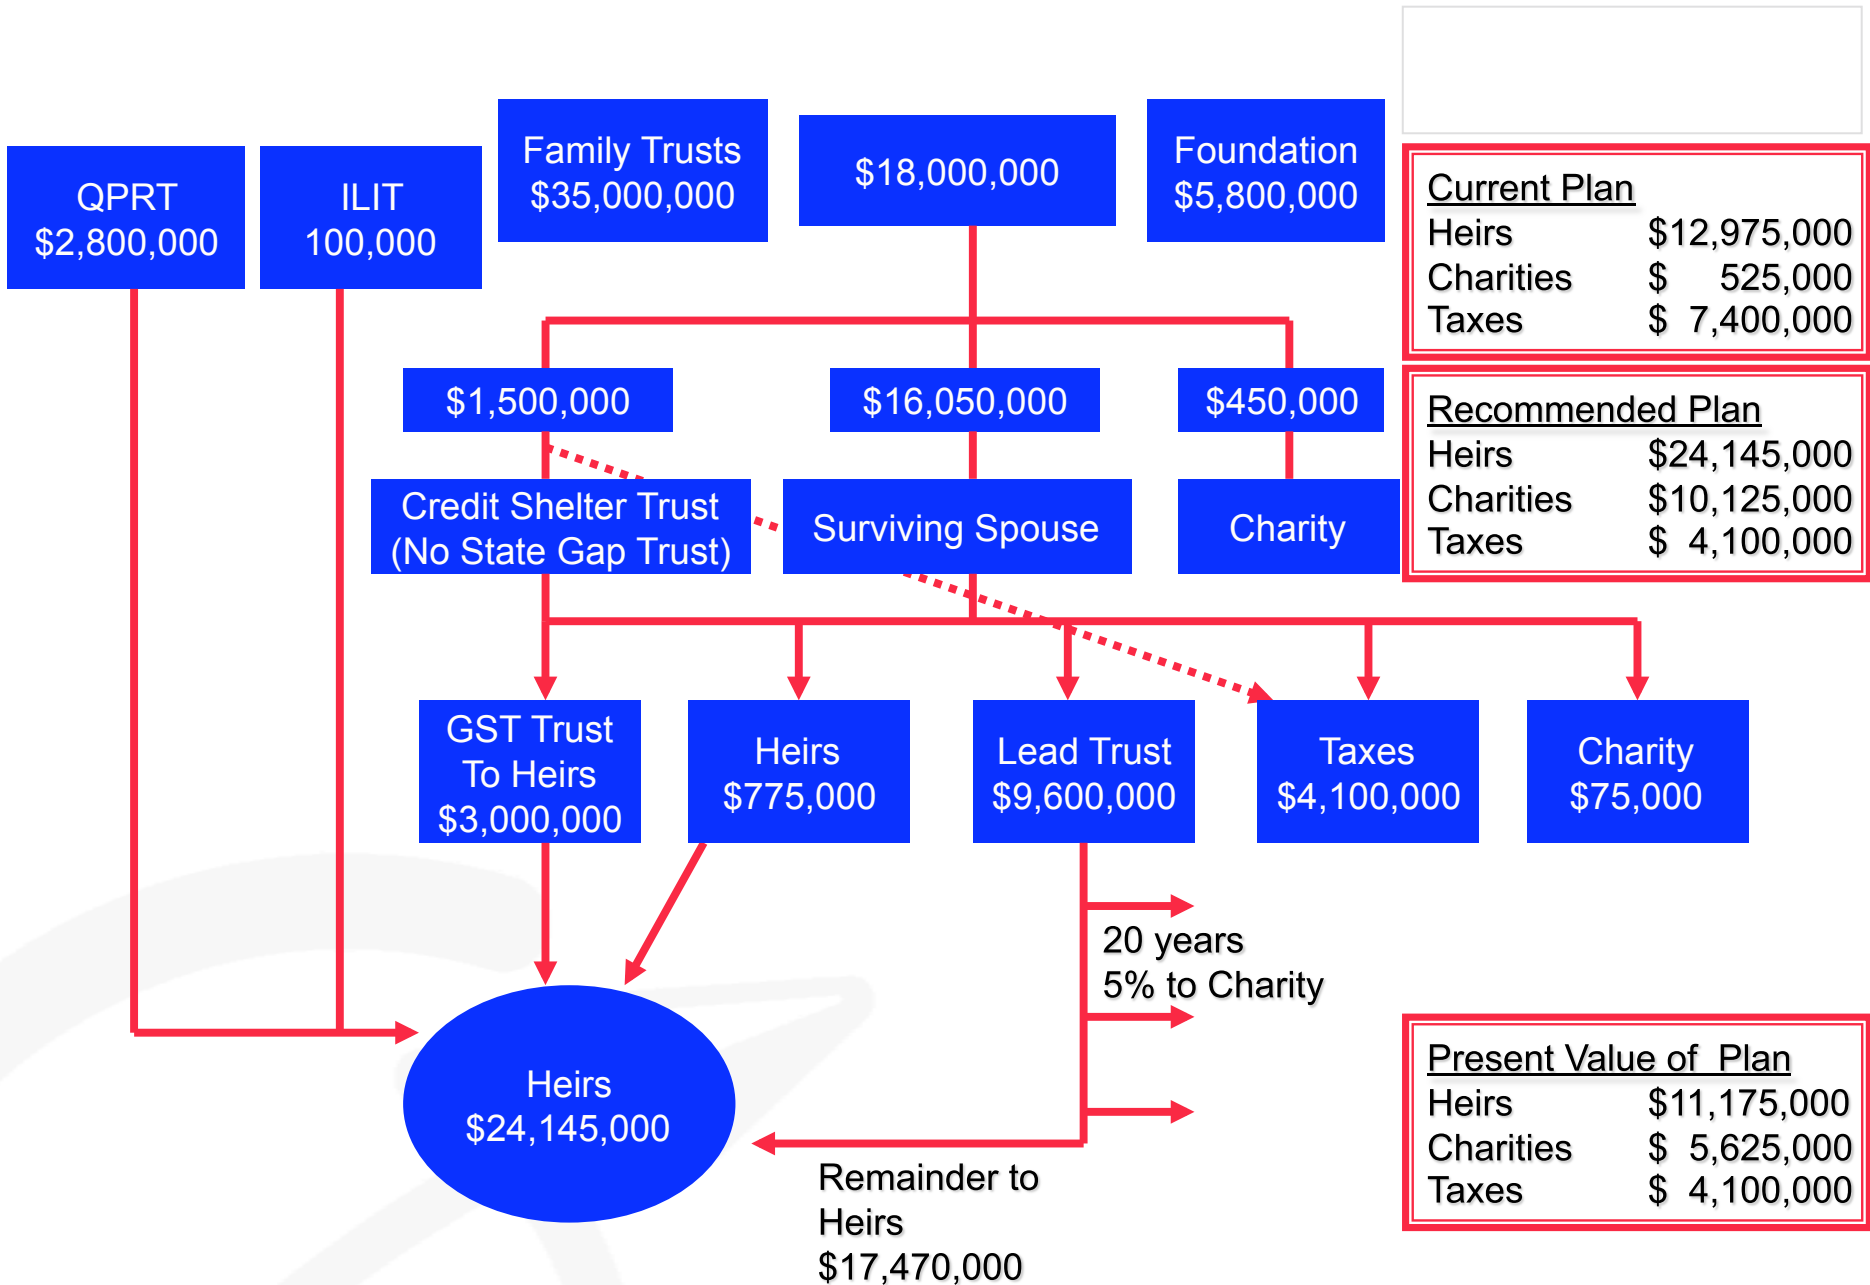 Family Trusts
$35,000,000
$18,000,000
Foundation
$5,800,000
QPRT
$2,800,000
ILIT
100,000
Current Plan
Heirs $12,975,000
Charities $ 525,000
Taxes $ 7,400,000
$1,500,000
$16,050,000
$450,000
Recommended Plan
Heirs $24,145,000
Charities $10,125,000
Taxes $ 4,100,000
Credit Shelter Trust
(No State Gap Trust)
Surviving Spouse
Charity
GST Trust
To Heirs
$3,000,000
Heirs
$775,000
Lead Trust
$9,600,000
Taxes
$4,100,000
Charity
$75,000
20 years
5% to Charity
Heirs
$24,145,000
Remainder to
Heirs
$17,470,000
Present Value of Plan
Heirs $11,175,000
Charities $ 5,625,000
Taxes $ 4,100,000